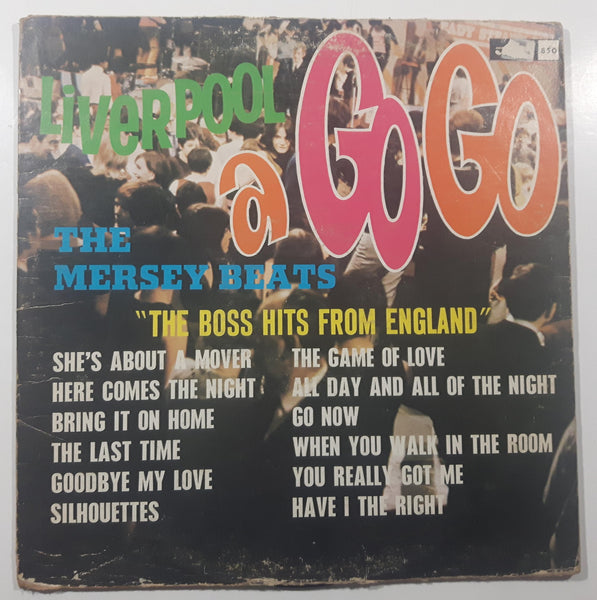 LIVERPOOL
a GO GO
THE
MERSEY BEATS
"THE BOSS HITS FROM ENGLAND"
SHE'S ABOUT A MOVER
HERE COMES THE NIGHT
BRING IT ON HOME
THE LAST TIME
GOODBYE MY LOVE
SILHOUETTES
THE GAME OF LOVE
ALL DAY AND ALL OF THE NIGHT
GO NOW
WHEN YOU WALK IN THE ROOM
YOU REALLY GOT ME
HAVE I THE RIGHT
850